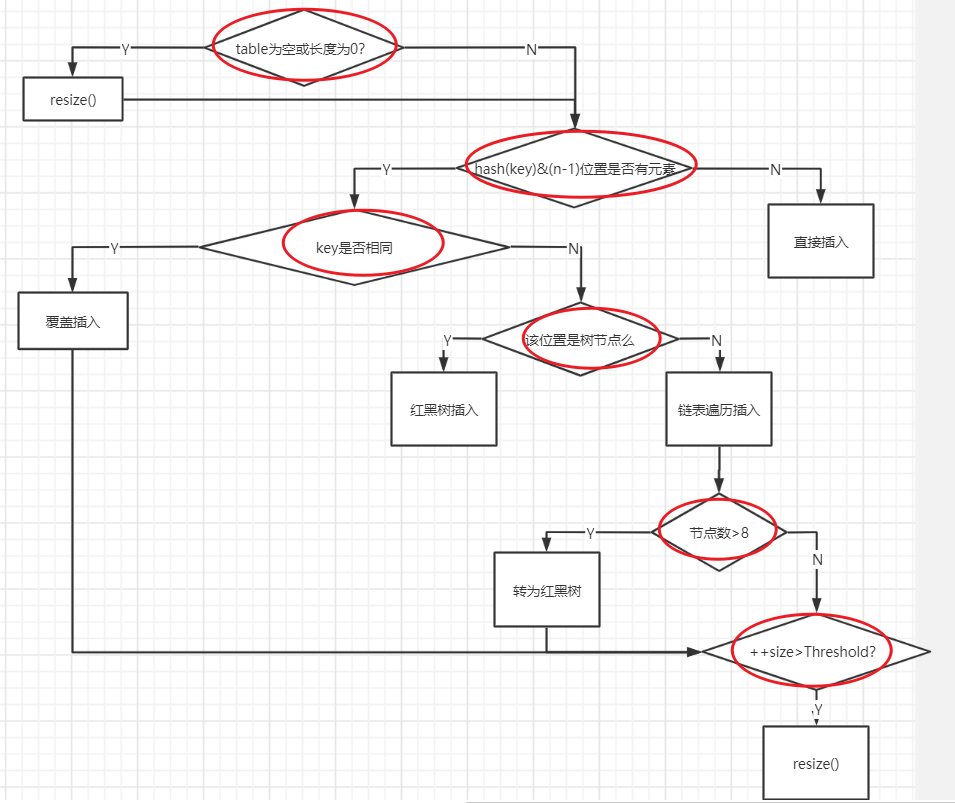 table为空或长度为0?
Y
N
resize()
hash(key)&(n-1)位置是否有元素
Y
N
直接插入
key是否相同
Y
N
覆盖插入
该位置是树节点么
Y
N
红黑树插入
链表遍历插入
节点数>8
Y
N
转为红黑树
++size>Threshold?
Y
resize()